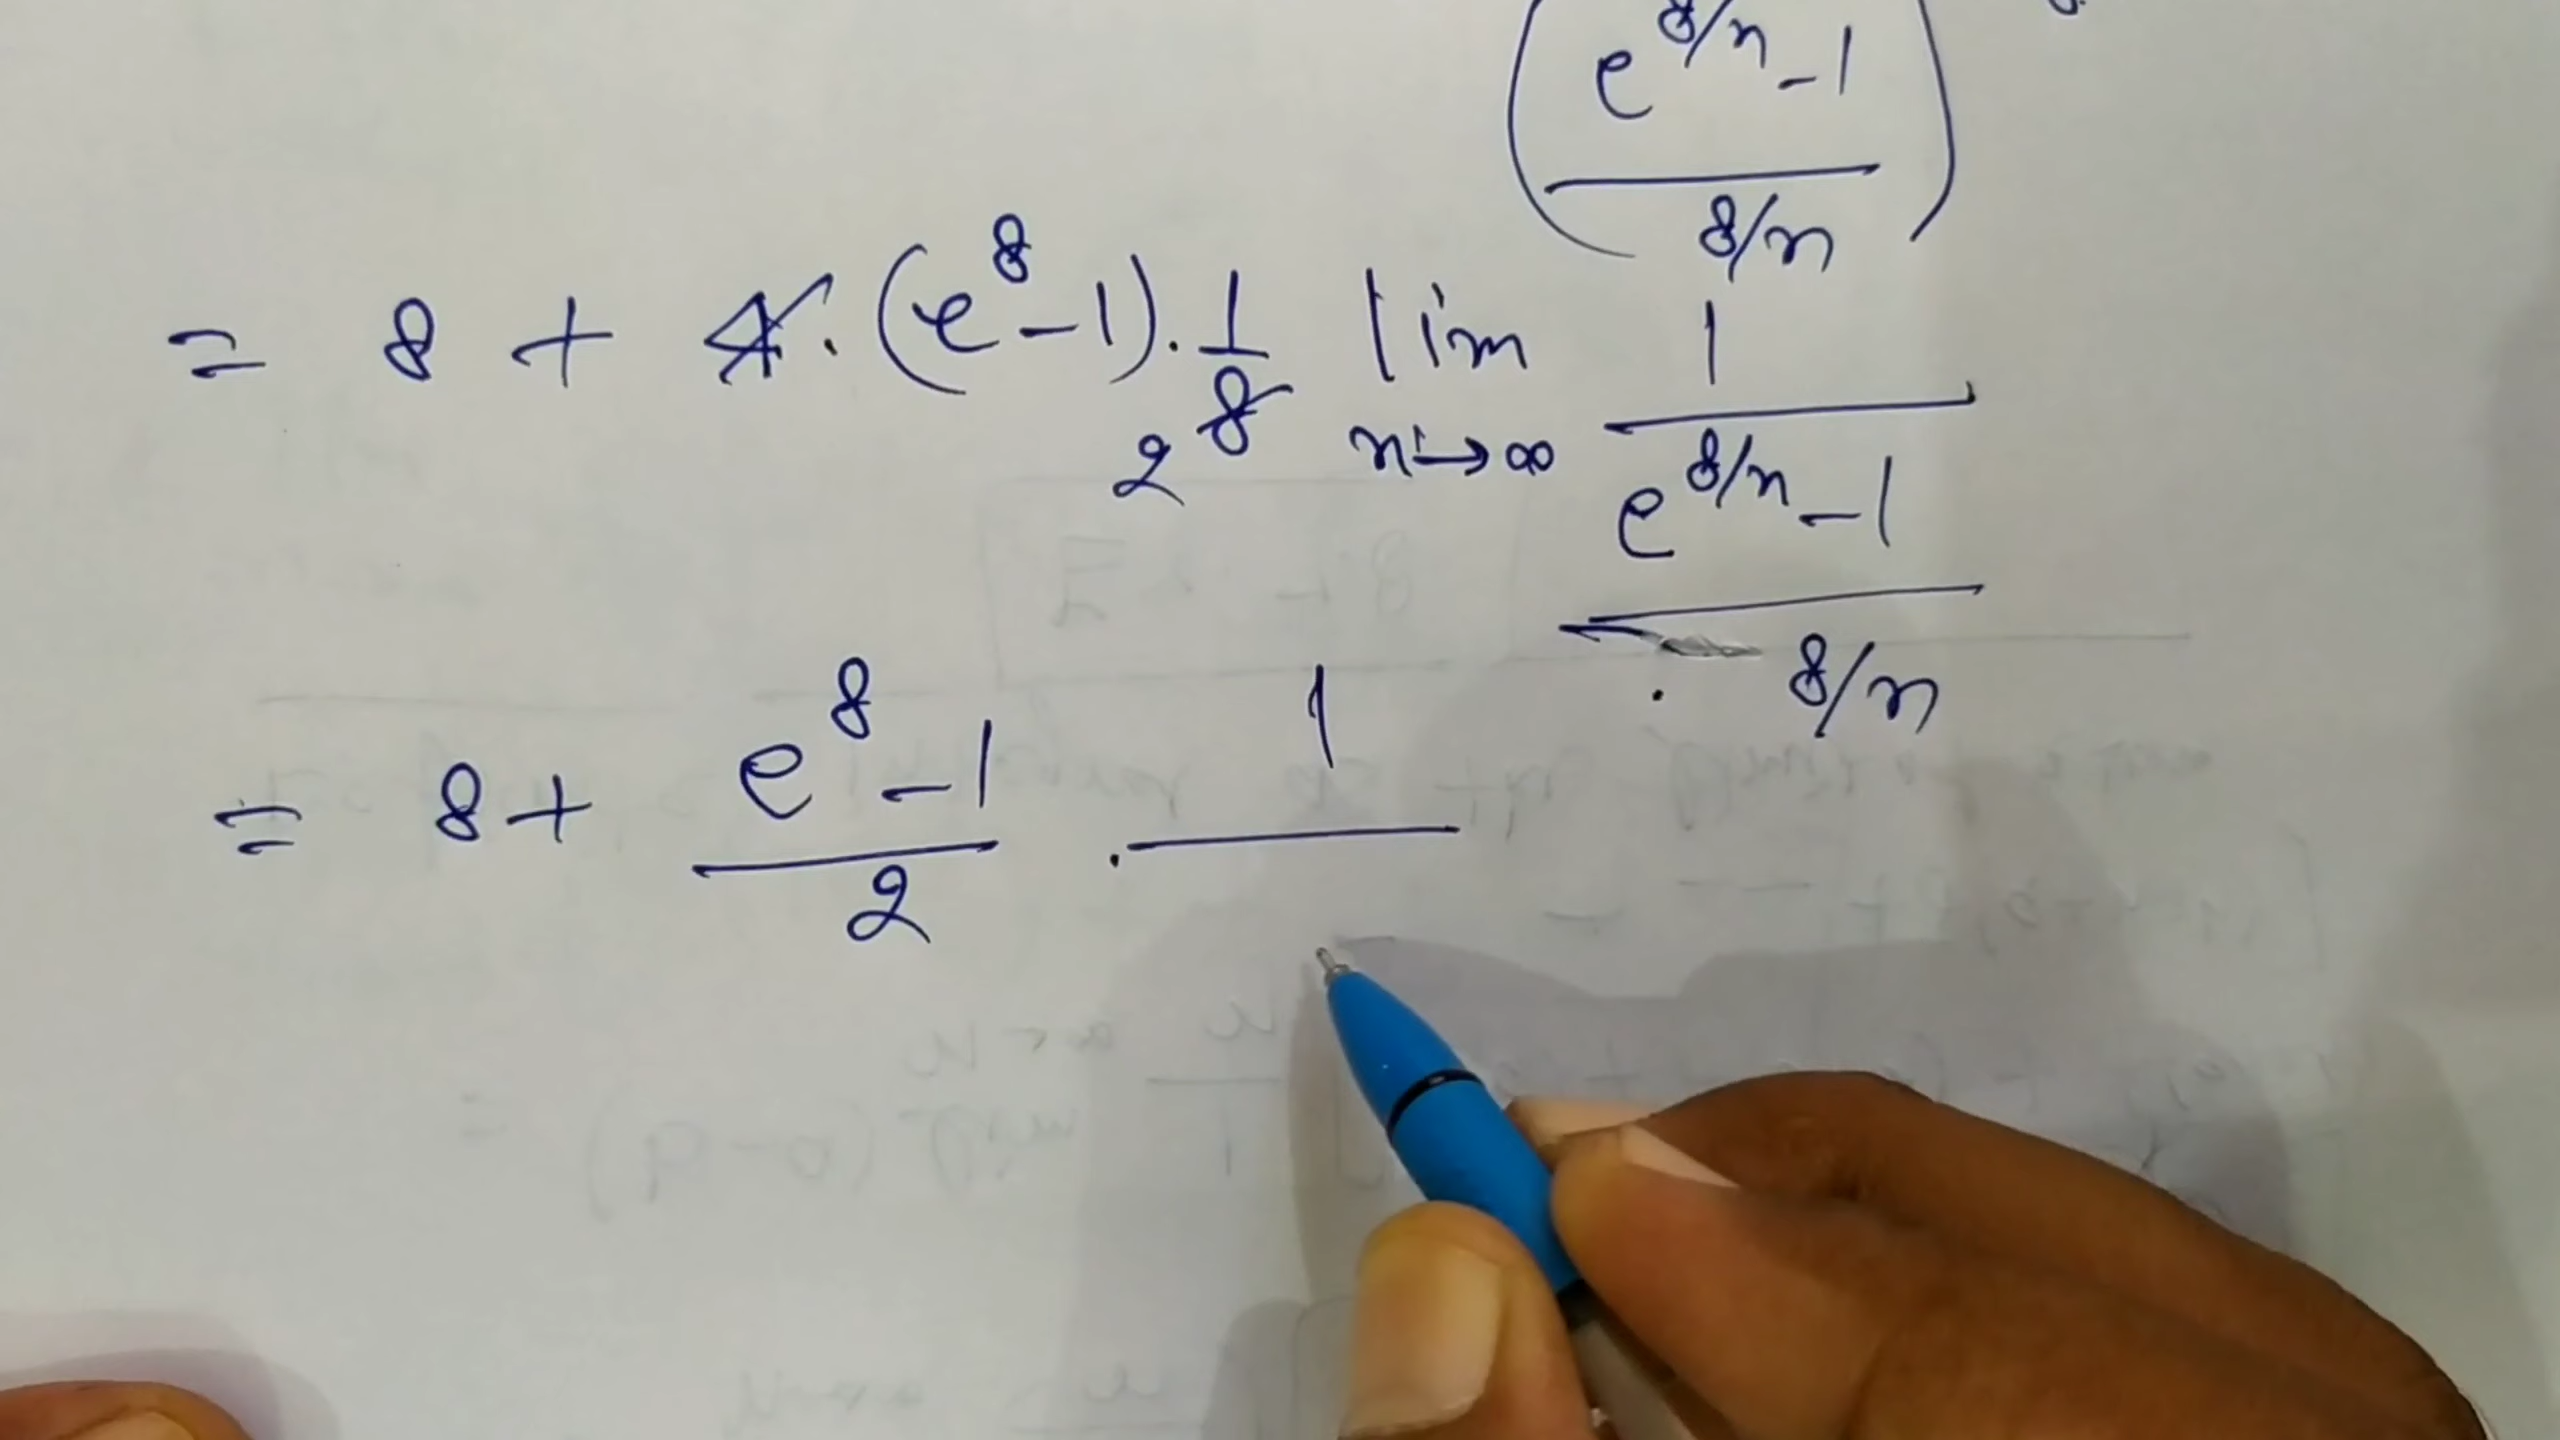 e^{8/n} - 1
8/n
= 8 + 4 . (e^8 - 1) . 1/8 lim n→∞ 1
2
e^{8/n} - 1
8/n
= 8 + (e^8 - 1)/2 . 1